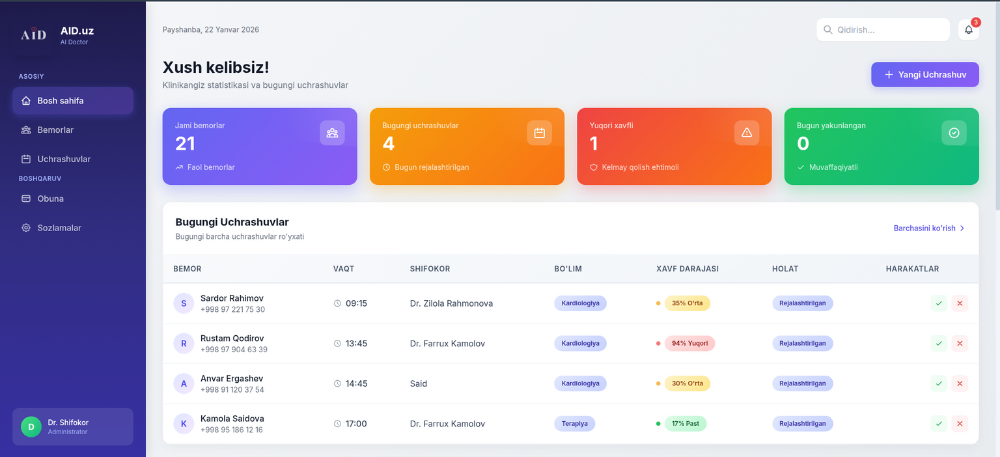 AiD
AID.uz
AI Doctor
ASOSIY
Bosh sahifa
Bemorlar
Uchrashuvlar
BOSHQARUV
Obuna
Sozlamalar
D
Dr. Shifokor
Administrator
Payshanba, 22 Yanvar 2026
Qidirish...
3
Xush kelibsiz!
Klinikangiz statistikasi va bugungi uchrashuvlar
Yangi Uchrashuv
Jami bemorlar
21
Faol bemorlar
Bugungi uchrashuvlar
4
Bugun rejalashtirilgan
Yuqori xavfli
1
Kelmay qolish ehtimoli
Bugun yakunlangan
0
Muvaffaqiyatli
Bugungi Uchrashuvlar
Bugungi barcha uchrashuvlar ro'yxati
Barchasini ko'rish
BEMOR VAQT SHIFOKOR BO'LIM XAVF DARAJASI HOLAT HARAKATLAR
S Sardor Rahimov 09:15 Dr. Zilola Rahmonova Kardiologiya 35% O'rta Rejalashtirilgan
+998 97 221 75 30
R Rustam Qodirov 13:45 Dr. Farrux Kamolov Kardiologiya 94% Yuqori Rejalashtirilgan
+998 97 904 63 39
A Anvar Ergashev 14:45 Said Kardiologiya 30% O'rta Rejalashtirilgan
+998 91 120 37 54
K Kamola Saidova 17:00 Dr. Farrux Kamolov Terapiya 17% Past Rejalashtirilgan
+998 95 186 12 16